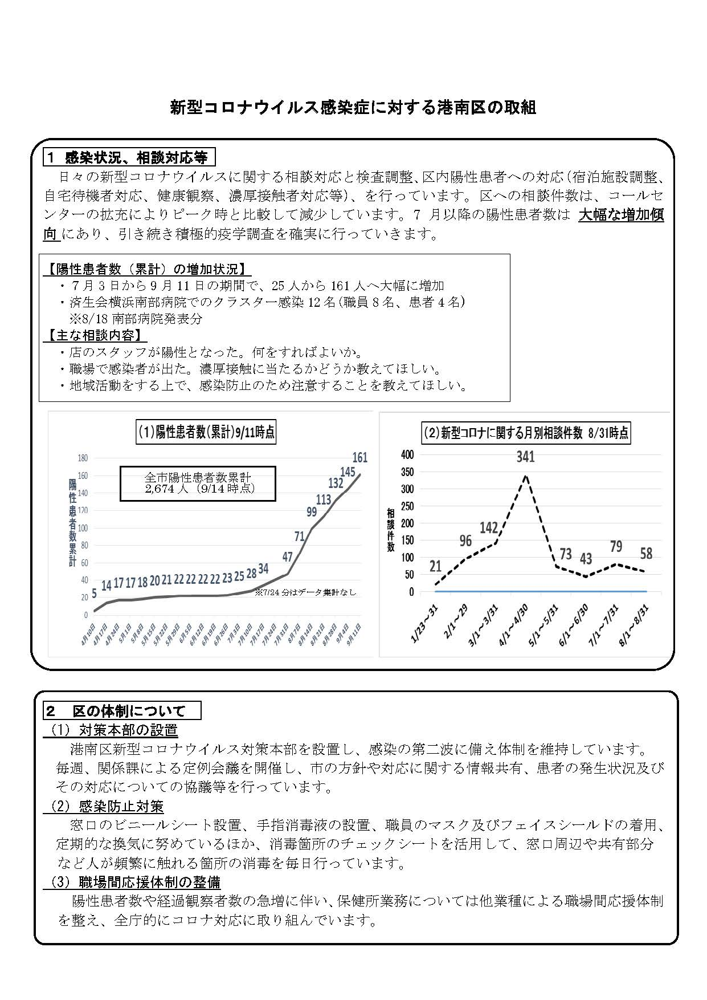 新型コロナウイルス感染症に対する港南区の取組
１　感染状況、相談対応等
日々の新型コロナウイルスに関する相談対応と検査調整、区内陽性患者への対応（宿泊施設調整、
自宅待機者対応、健康観察、濃厚接触者対応等）、を行っています。区への相談件数は、コールセ
ンターの拡充によりピーク時と比較して減少しています。7 月以降の陽性患者数は 大幅な増加傾
向にあり、引き続き積極的疫学調査を確実に行っていきます。
【陽性患者数（累計）の増加状況】
・７月 3 日から 9 月 11 日の期間で、25 人から 161 人へ大幅に増加
・済生会横浜南部病院でのクラスター感染 12 名(職員 8 名、患者 4 名)
※8/18 南部病院発表分
【主な相談内容】
・店のスタッフが陽性となった。何をすればよいか。
・職場で感染者が出た。濃厚接触に当たるかどうか教えてほしい。
・地域活動をする上で、感染防止のため注意することを教えてほしい。
(1)陽性患者数(累計)9/11時点
全市陽性患者数累計
2,674 人（9/14 時点）
陽性患者数累計
180
160
140
120
100
80
60
40
20
0
5 14 17 17 18 20 21 22 22 22 22 23 25 28 34 47 71 99 113 132 145 161
※7/24 分はデータ集計なし
4月10日 4月17日 4月24日 5月1日 5月8日 5月15日 5月22日 5月29日 6月5日 6月12日 6月19日 6月26日 7月3日 7月10日 7月17日 7月24日 7月31日 8月7日 8月14日 8月21日 8月28日 9月4日 9月11日
(2)新型コロナに関する月別相談件数 8/31時点
相談件数
400
350
300
250
200
150
100
50
0
21 96 142 341 73 43 79 58
1/23～31 2/1～29 3/1～3/31 4/1～4/30 5/1～5/31 6/1～6/30 7/1～7/31 8/1～8/31
２　区の体制について
（1）対策本部の設置
港南区新型コロナウイルス対策本部を設置し、感染の第二波に備え体制を維持しています。
毎週、関係課による定例会議を開催し、市の方針や対応に関する情報共有、患者の発生状況及び
その対応についての協議等を行っています。
（2）感染防止対策
窓口のビニールシート設置、手指消毒液の設置、職員のマスク及びフェイスシールドの着用、
定期的な換気に努めているほか、消毒箇所のチェックシートを活用して、窓口周辺や共有部分
など人が頻繁に触れる箇所の消毒を毎日行っています。
（3）職場間応援体制の整備
陽性患者数や経過観察者数の急増に伴い、保健所業務については他業種による職場間応援体制
を整え、全庁的にコロナ対応に取り組んでいます。